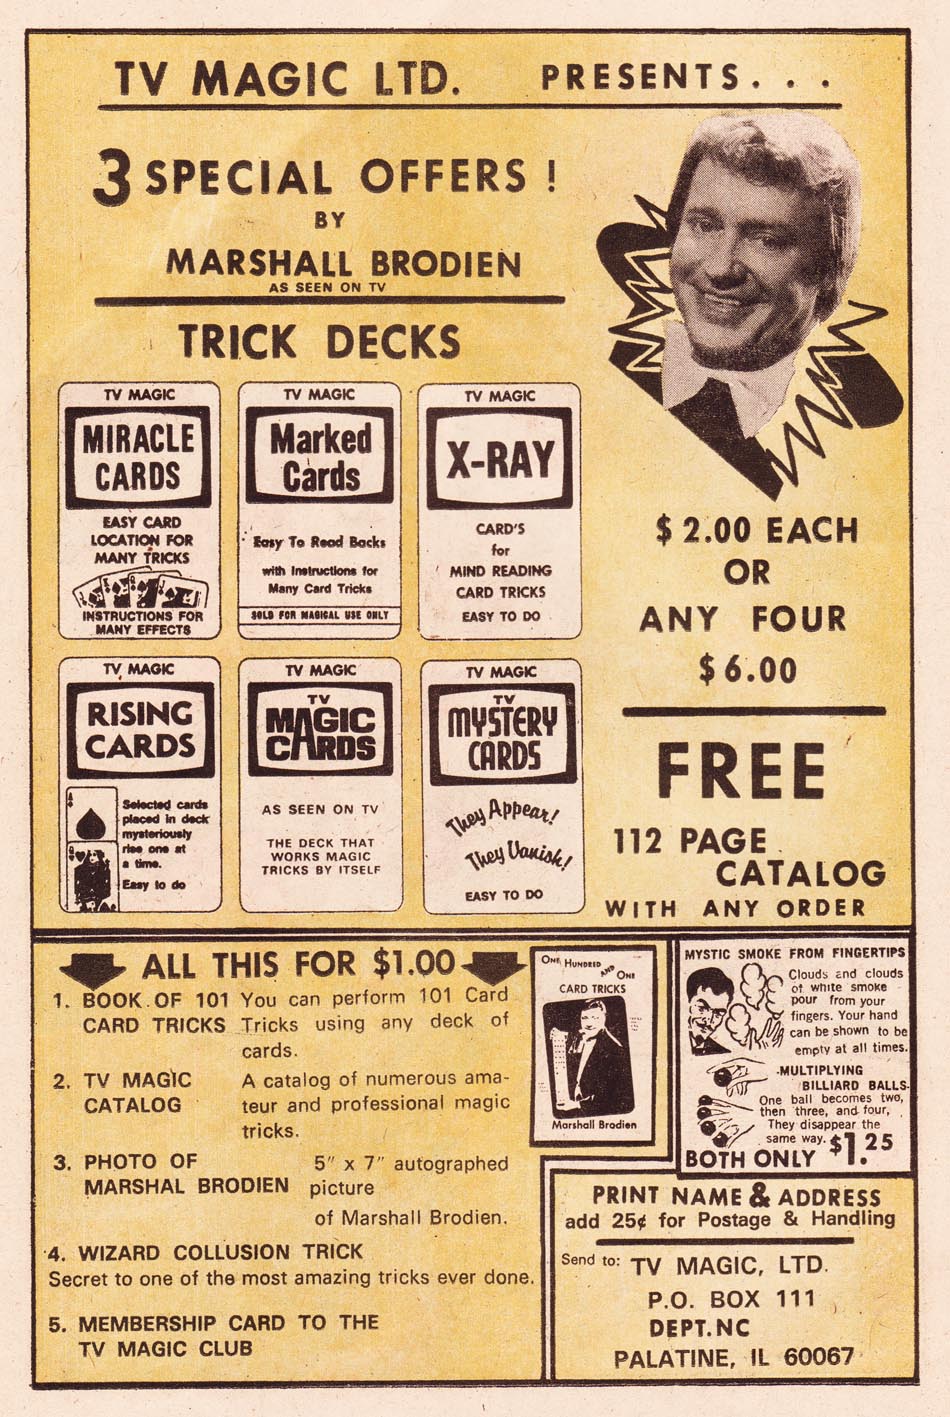 TV MAGIC LTD. PRESENTS...
3 SPECIAL OFFERS !
BY
MARSHALL BRODIEN
AS SEEN ON TV
TRICK DECKS
TV MAGIC
MIRACLE
CARDS
EASY CARD
LOCATION FOR
MANY TRICKS
INSTRUCTIONS FOR
MANY EFFECTS
TV MAGIC
Marked
Cards
Easy To Read Backs
with Instructions for
Many Card Tricks
SOLD FOR MAGICAL USE ONLY
TV MAGIC
X-RAY
CARD'S
for
MIND READING
CARD TRICKS
EASY TO DO
TV MAGIC
RISING
CARDS
Selected cards
placed in deck
mysteriously
rise one at
a time.
Easy to do
TV MAGIC
TV
MAGIC
CARDS
AS SEEN ON TV
THE DECK THAT
WORKS MAGIC
TRICKS BY ITSELF
TV MAGIC
TV
MYSTERY
CARDS
They Appear!
They Vanish!
EASY TO DO
$2.00 EACH
OR
ANY FOUR
$6.00
FREE
112 PAGE
CATALOG
WITH ANY ORDER
ALL THIS FOR $1.00
1. BOOK OF 101 You can perform 101 Card
CARD TRICKS Tricks using any deck of
cards.
2. TV MAGIC A catalog of numerous ama-
CATALOG teur and professional magic
tricks.
3. PHOTO OF 5" x 7" autographed
MARSHAL BRODIEN picture
of Marshall Brodien.
4. WIZARD COLLUSION TRICK
Secret to one of the most amazing tricks ever done.
5. MEMBERSHIP CARD TO THE
TV MAGIC CLUB
ONE HUNDRED AND ONE
CARD TRICKS
Marshall Brodien
MYSTIC SMOKE FROM FINGERTIPS
Clouds and clouds
of white smoke
pour from your
fingers. Your hand
can be shown to be
empty at all times.
MULTIPLYING
BILLIARD BALLS
One ball becomes two,
then three, and four,
They disappear the
same way.
BOTH ONLY $1.25
PRINT NAME & ADDRESS
add 25¢ for Postage & Handling
Send to: TV MAGIC, LTD.
P.O. BOX 111
DEPT.NC
PALATINE, IL 60067